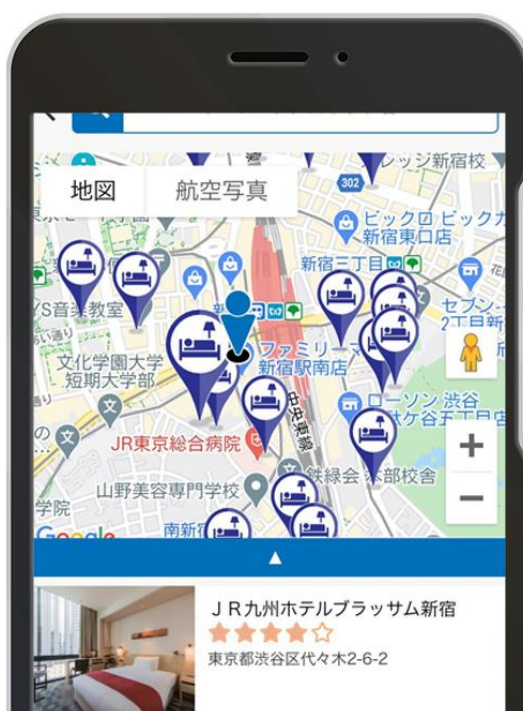 地図
航空写真
レッジ新宿校
302
ビックロ ビックカ
新宿東口店
新宿三丁目
セブン-
2丁目新
YS音楽教室
ファミリーマ
新宿駅南店
文化学園大学
短期大学部
ローソン 渋谷
ケ谷五丁目店
中央東線
JR東京総合病院
鉄緑会 本部校舎
山野美容専門学校
学院
南新宿
Google
▲
JR九州ホテルブラッサム新宿
★★★★☆
東京都渋谷区代々木2-6-2